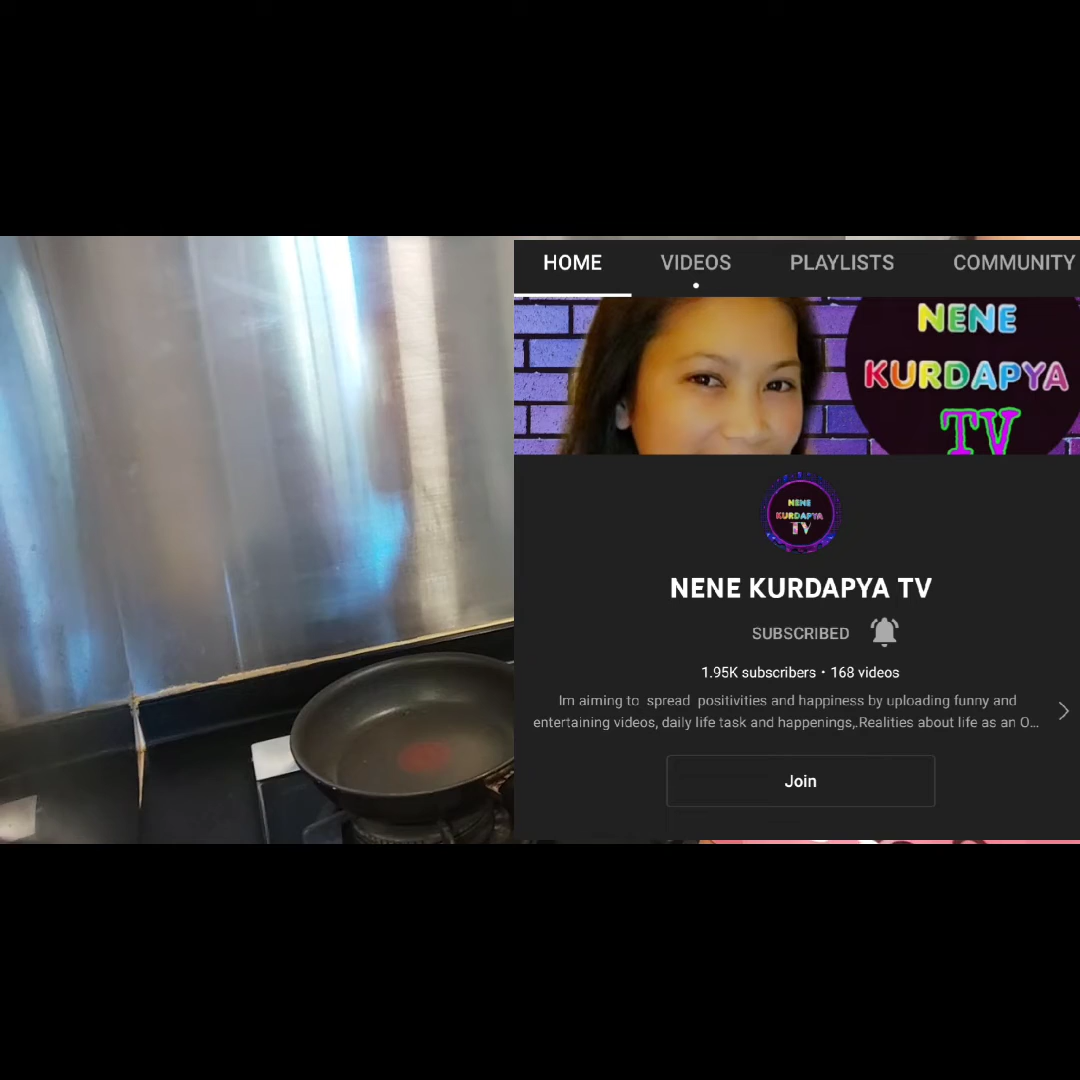 HOME VIDEOS PLAYLISTS COMMUNITY
NENE
KURDAPYA
TV
NENE
KURDAPYA
TV
NENE KURDAPYA TV
SUBSCRIBED
1.95K subscribers • 168 videos
Im aiming to spread positivities and happiness by uploading funny and
entertaining videos, daily life task and happenings,.Realities about life as an O...
Join